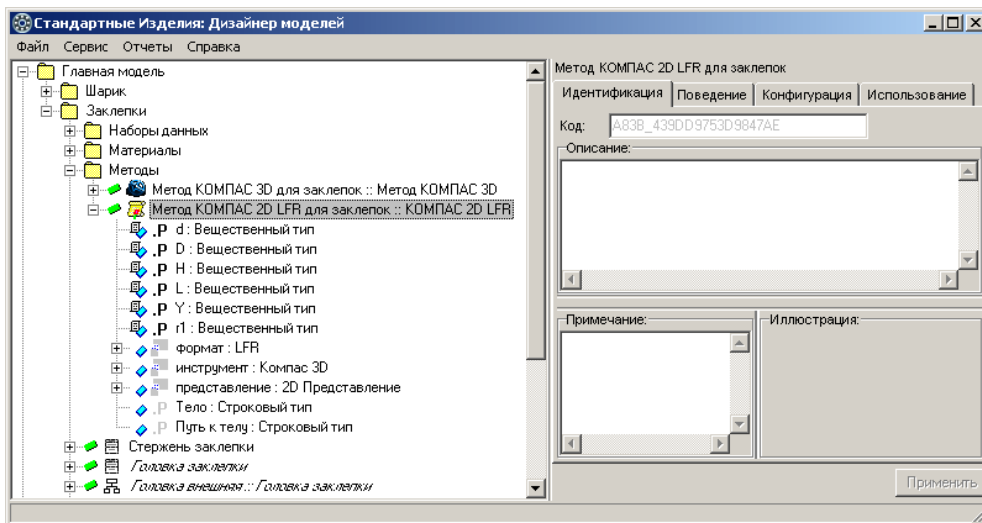 Стандартные Изделия: Дизайнер моделей
Файл Сервис Отчеты Справка
Главная модель
Шарик
Заклепки
Наборы данных
Материалы
Методы
Метод КОМПАС 3D для заклепок :: Метод КОМПАС 3D
Метод КОМПАС 2D LFR для заклепок :: КОМПАС 2D LFR
.P d : Вещественный тип
.P D : Вещественный тип
.P H : Вещественный тип
.P L : Вещественный тип
.P Y : Вещественный тип
.P r1 : Вещественный тип
формат : LFR
инструмент : Компас 3D
представление : 2D Представление
.P Тело : Строковый тип
.P Путь к телу : Строковый тип
Стержень заклепки
Головка заклепки
Головка внешняя :: Головка заклепки
Метод КОМПАС 2D LFR для заклепок
Идентификация Поведение Конфигурация Использование
Код: A83B_439DD9753D9847AE
Описание:
Примечание:
Иллюстрация:
Применить